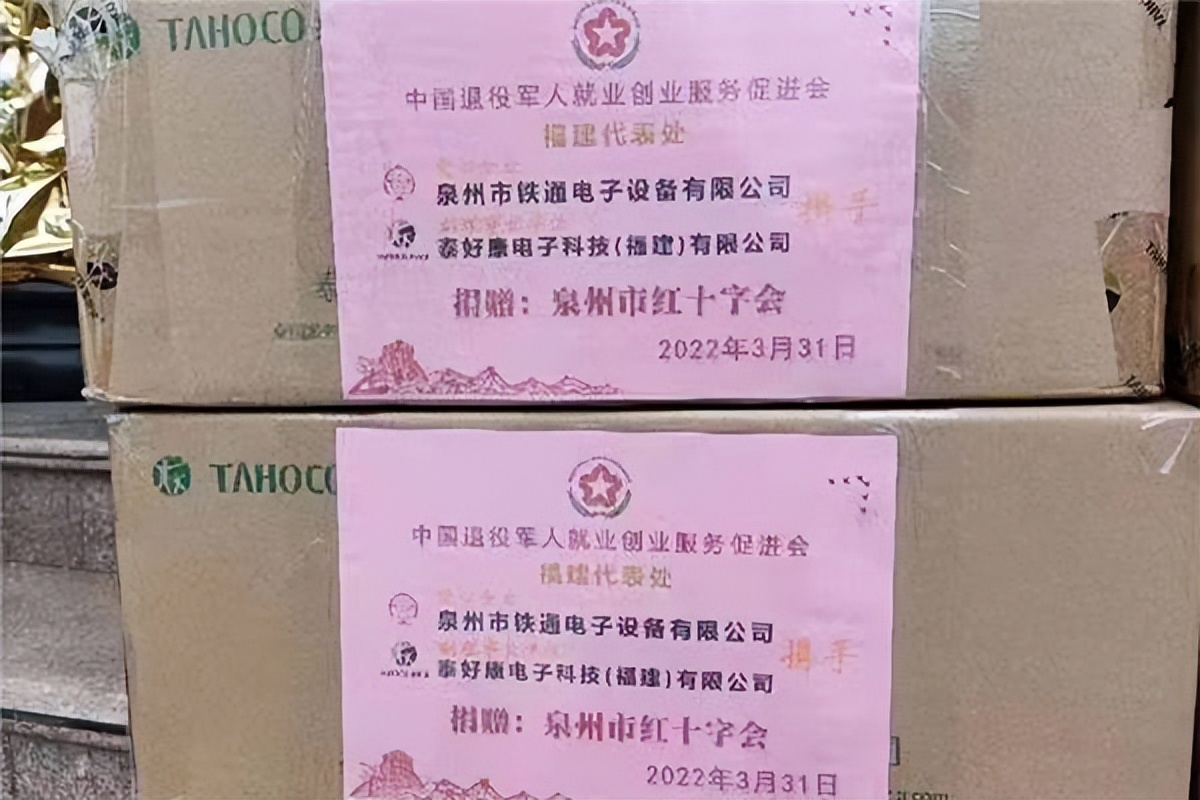 TAHOCO
中国退役军人就业创业服务促进会
福建代表处
泉州市铁通电子设备有限公司
携手
泰好康电子科技(福建)有限公司
捐赠：泉州市红十字会
2022年3月31日
TAHOCO
中国退役军人就业创业服务促进会
福建代表处
泉州市铁通电子设备有限公司
携手
泰好康电子科技(福建)有限公司
捐赠：泉州市红十字会
2022年3月31日